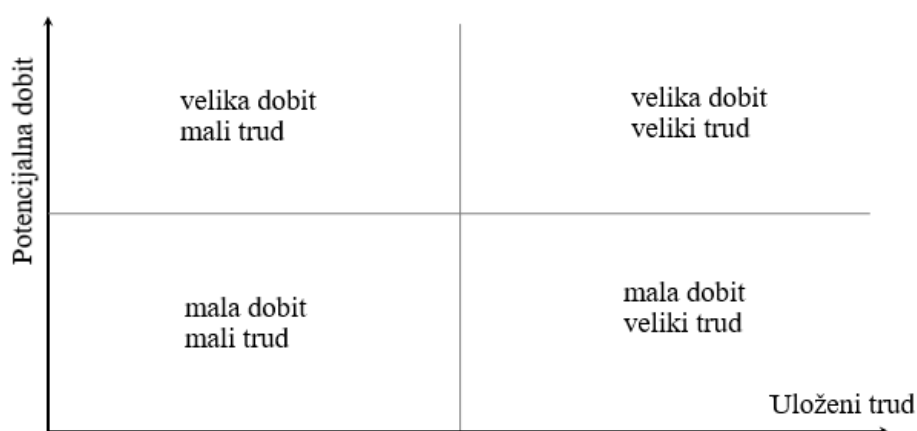 Potencijalna dobit
velika dobit
mali trud
velika dobit
veliki trud
mala dobit
mali trud
mala dobit
veliki trud
Uloženi trud